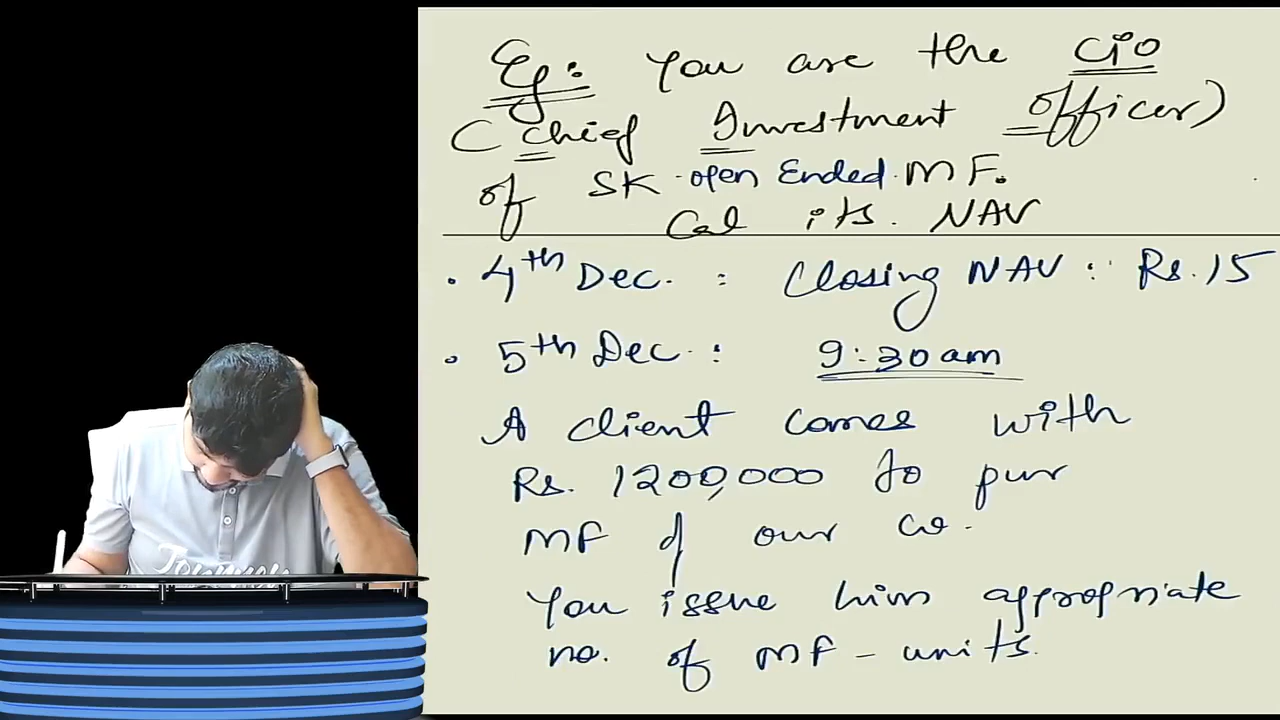 Eg: You are the CIO
(Chief Investment Officer)
of SK open Ended MF.
Cal its. NAV
• 4th Dec. : Closing NAV : Rs. 15
• 5th Dec : 9:30am
A client comes with
Rs. 1200,000 to pur
MF of our co.
You issue him appropriate
no. of MF - units.